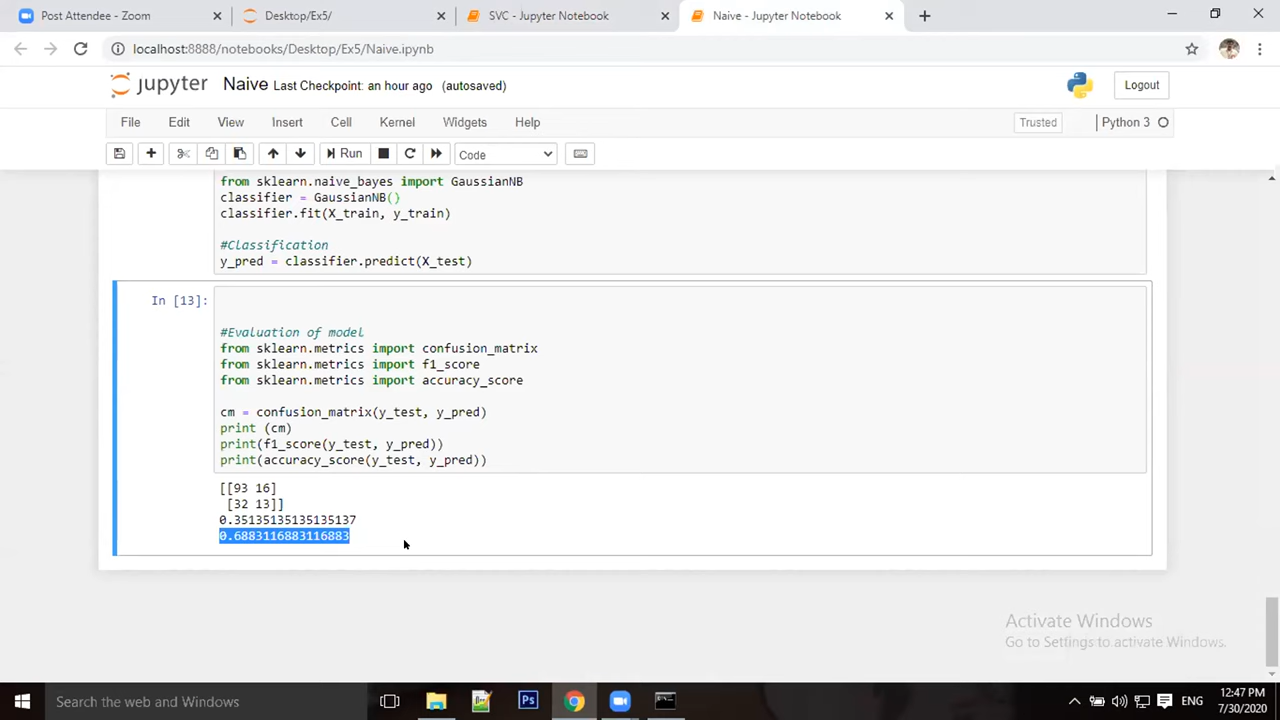 Post Attendee - Zoom
Desktop/Ex5/
SVC - Jupyter Notebook
Naive - Jupyter Notebook
localhost:8888/notebooks/Desktop/Ex5/Naive.ipynb
jupyter Naive Last Checkpoint: an hour ago (autosaved)
Logout
File Edit View Insert Cell Kernel Widgets Help
Trusted
Python 3
Run
Code
from sklearn.naive_bayes import GaussianNB
classifier = GaussianNB()
classifier.fit(X_train, y_train)
#Classification
y_pred = classifier.predict(X_test)
In [13]:
#Evaluation of model
from sklearn.metrics import confusion_matrix
from sklearn.metrics import f1_score
from sklearn.metrics import accuracy_score
cm = confusion_matrix(y_test, y_pred)
print (cm)
print(f1_score(y_test, y_pred))
print(accuracy_score(y_test, y_pred))
[[93 16]
[32 13]]
0.35135135135135137
0.6883116883116883
Activate Windows
Go to Settings to activate Windows.
Search the web and Windows
Ps
ENG
12:47 PM
7/30/2020